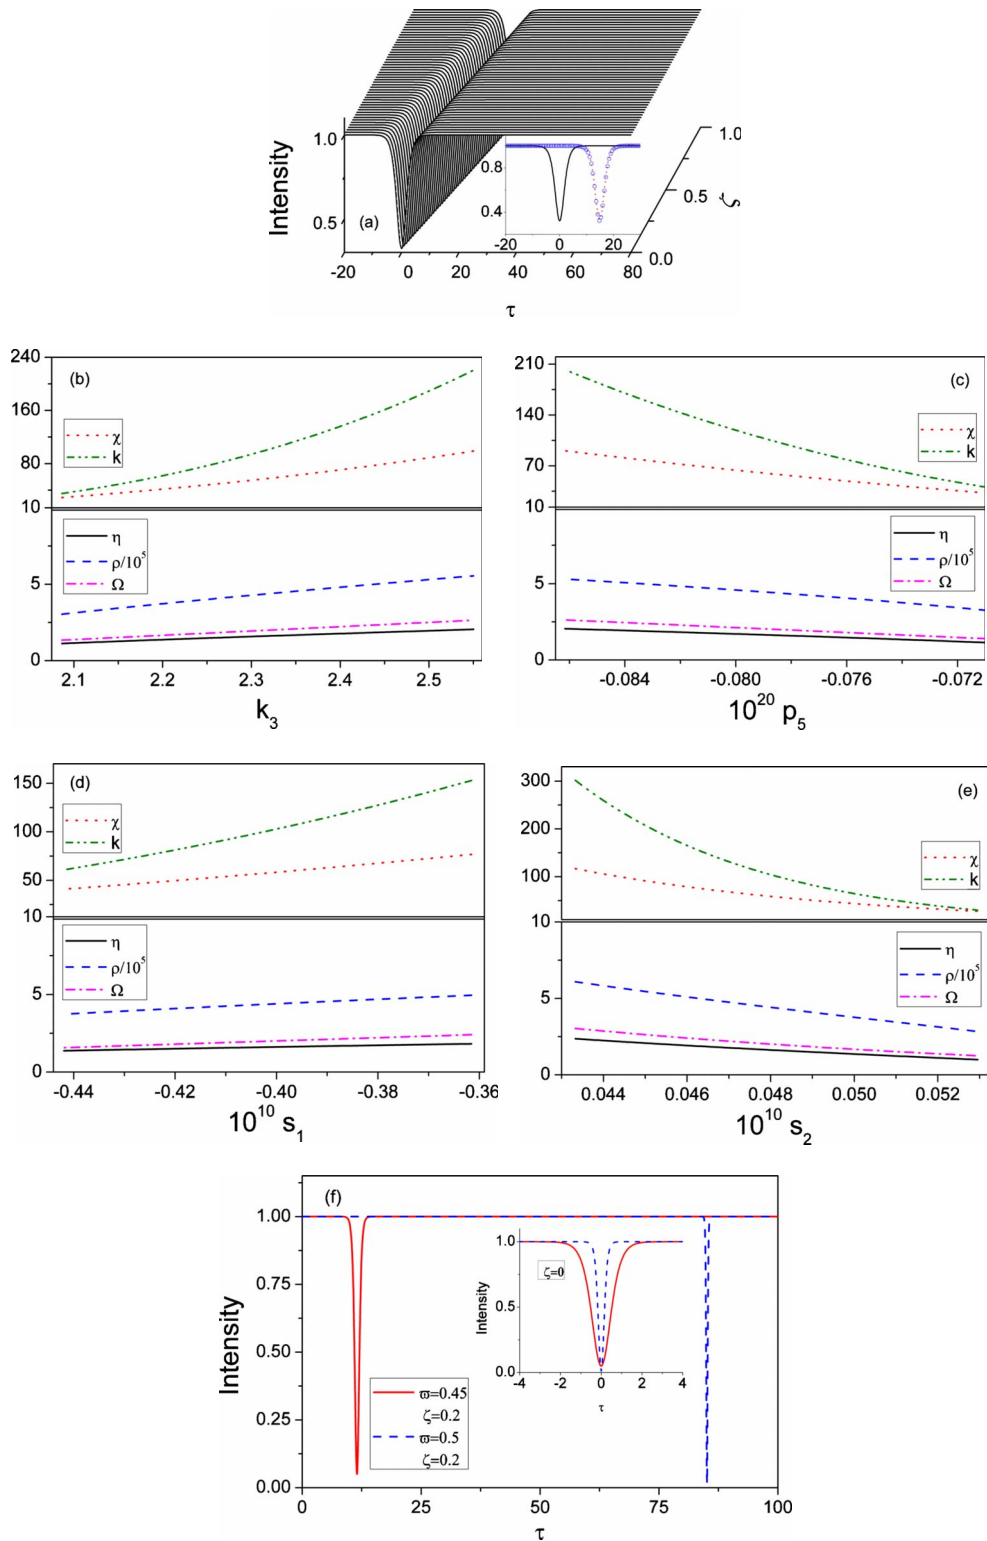 Intensity
1.0
0.5
(a)
0.8
0.4
-20 0 20
1.0
0.5
0.0
ζ
-20 0 20 40 60 80
τ
240
160
80
10
(b)
χ
k
η
ρ/10⁵
Ω
5
0
2.1 2.2 2.3 2.4 2.5
k₃
210
140
70
10
(c)
χ
k
η
ρ/10⁵
Ω
5
0
-0.084 -0.080 -0.076 -0.072
10²⁰ p₅
150
100
50
10
(d)
χ
k
η
ρ/10⁵
Ω
5
0
-0.44 -0.42 -0.40 -0.38 -0.36
10¹⁰ s₁
300
200
100
10
(e)
χ
k
η
ρ/10⁵
Ω
5
0
0.044 0.046 0.048 0.050 0.052
10¹⁰ s₂
(f)
Intensity
1.00
0.75
0.50
0.25
0.00
Intensity
1.0
0.5
0.0
ζ=0
-4 -2 0 2 4
τ
ϖ=0.45
ζ=0.2
ϖ=0.5
ζ=0.2
0 25 50 75 100
τ